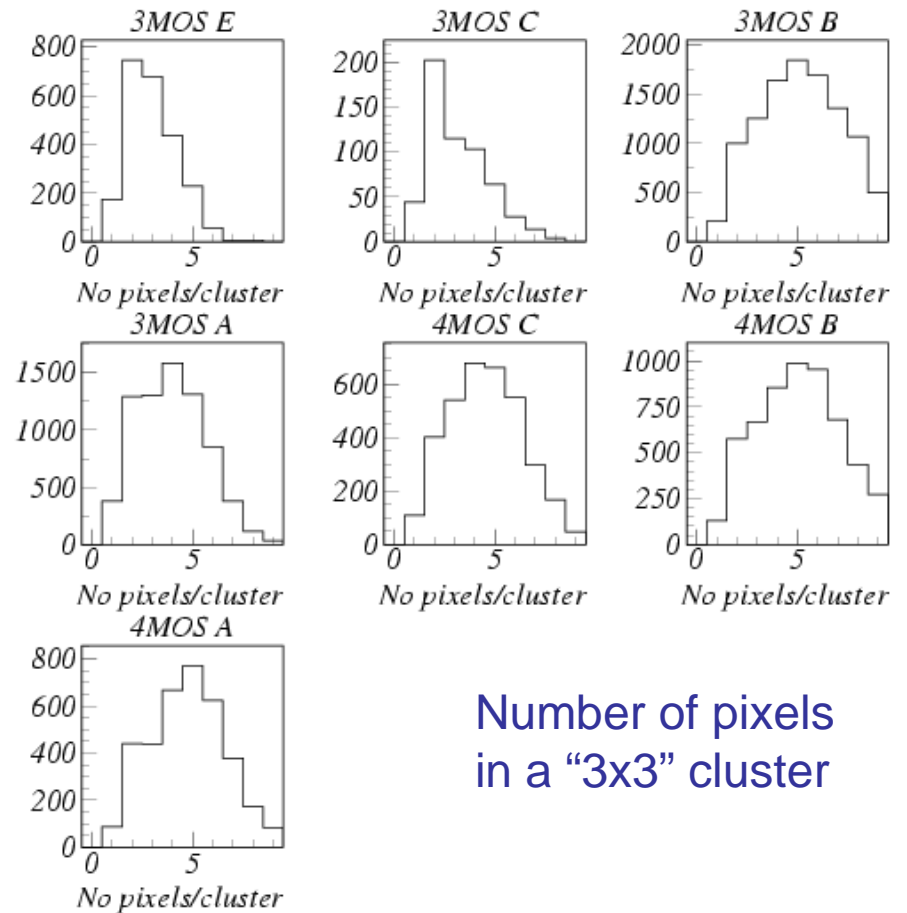 3MOS E
800
600
400
200
0
0 5
No pixels/cluster
3MOS C
200
150
100
50
0
0 5
No pixels/cluster
3MOS B
2000
1500
1000
500
0
0 5
No pixels/cluster
3MOS A
1500
1000
500
0
0 5
No pixels/cluster
4MOS C
600
400
200
0
0 5
No pixels/cluster
4MOS B
1000
750
500
250
0
0 5
No pixels/cluster
4MOS A
800
600
400
200
0
0 5
No pixels/cluster
Number of pixels
in a “3x3” cluster